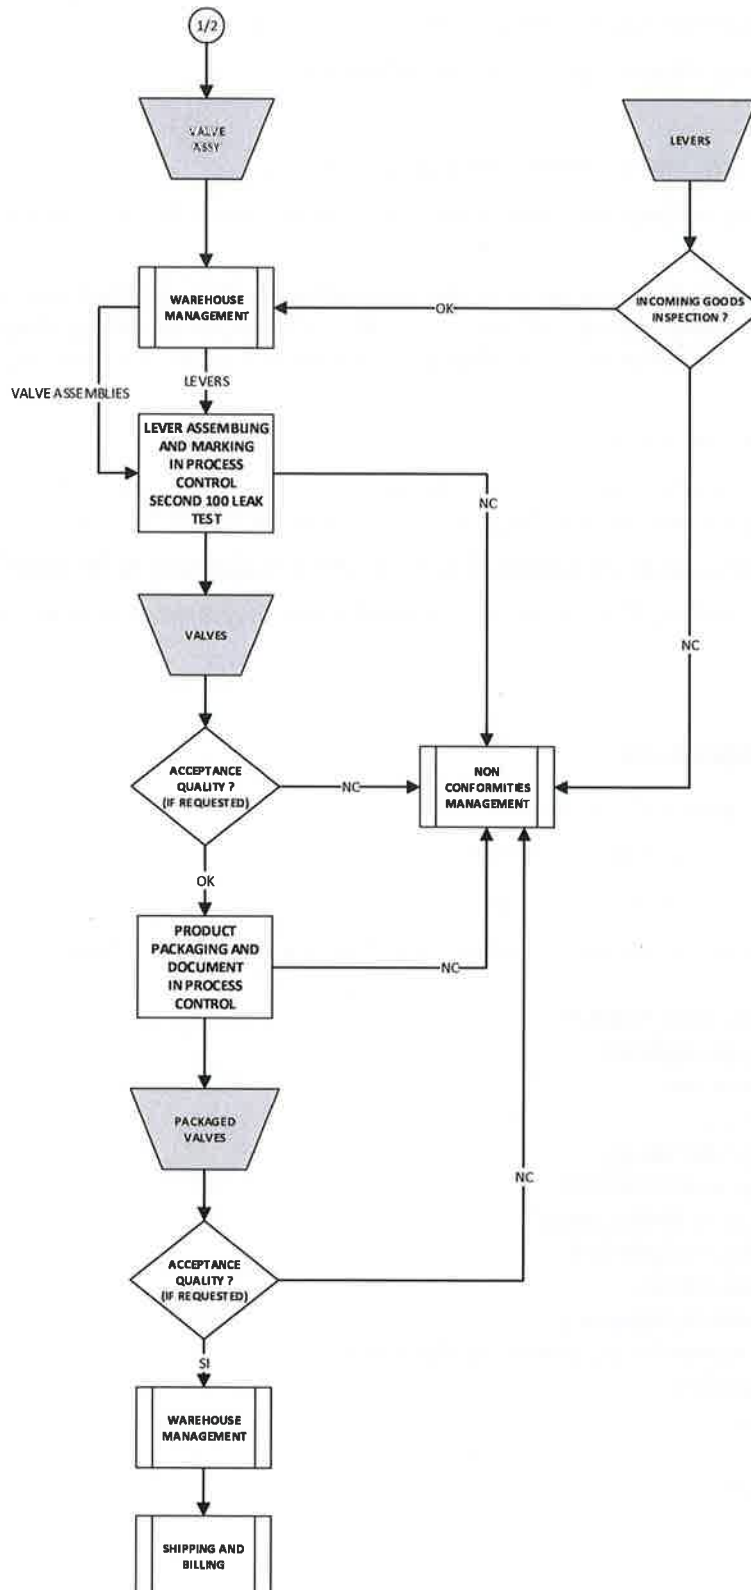 1/2
VALVE
ASSY
LEVERS
WAREHOUSE
MANAGEMENT
OK
INCOMINIG GOODS
INSPECTION ?
VALVE ASSEMBLIES
LEVERS
LEVER ASSEMBLING
AND MARKING
IN PROCESS
CONTROL
SECOND 100 LEAK
TEST
NC
VALVES
NC
ACCEPTANCE
QUALITY ?
(IF REQUESTED)
NC
NON
CONFORMITIES
MANAGEMENT
OK
PRODUCT
PACKAGING AND
DOCUMENT
IN PROCESS
CONTROL
NC
PACKAGED
VALVES
NC
ACCEPTANCE
QUALITY ?
(IF REQUESTED)
SI
WAREHOUSE
MANAGEMENT
SHIPPING AND
BILLING